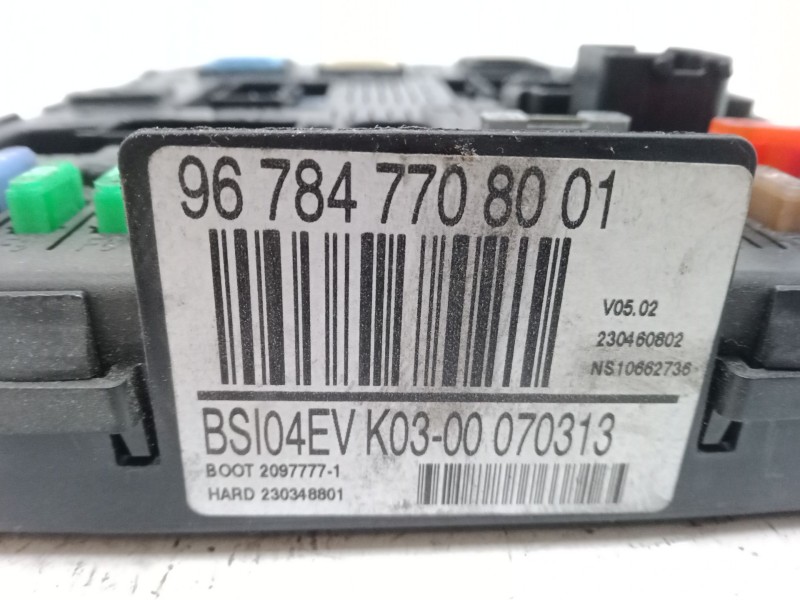 96 784 770 80 01
V05.02
230460802
NS10662736
BSI04EV K03-00 070313
BOOT 2097777-1
HARD 230348801